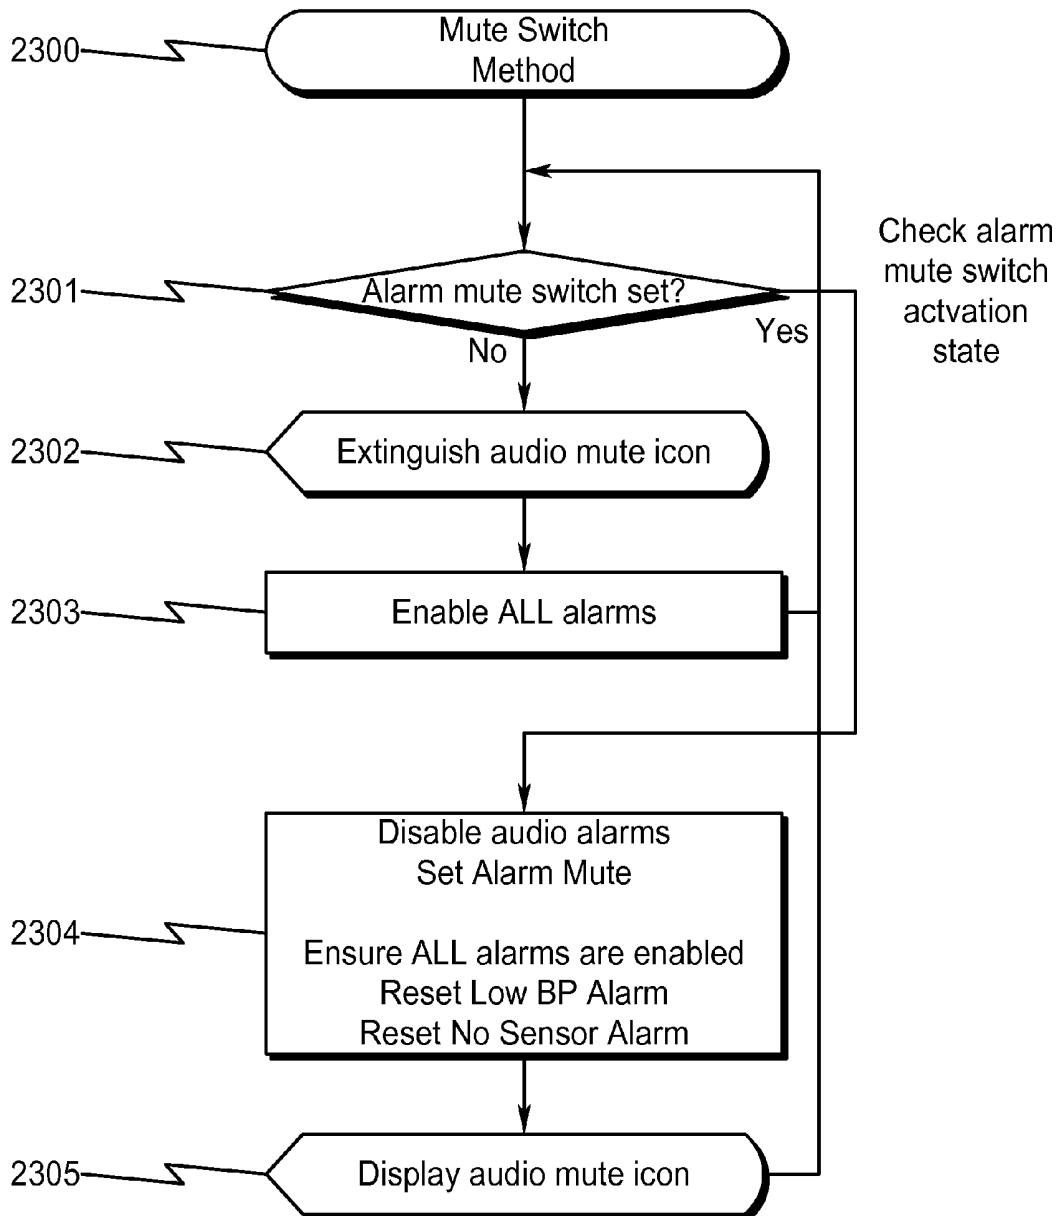 2300
Mute Switch
Method
Check alarm
mute switch
actvation
state
2301
Alarm mute switch set?
Yes
No
2302
Extinguish audio mute icon
2303
Enable ALL alarms
2304
Disable audio alarms
Set Alarm Mute
Ensure ALL alarms are enabled
Reset Low BP Alarm
Reset No Sensor Alarm
2305
Display audio mute icon